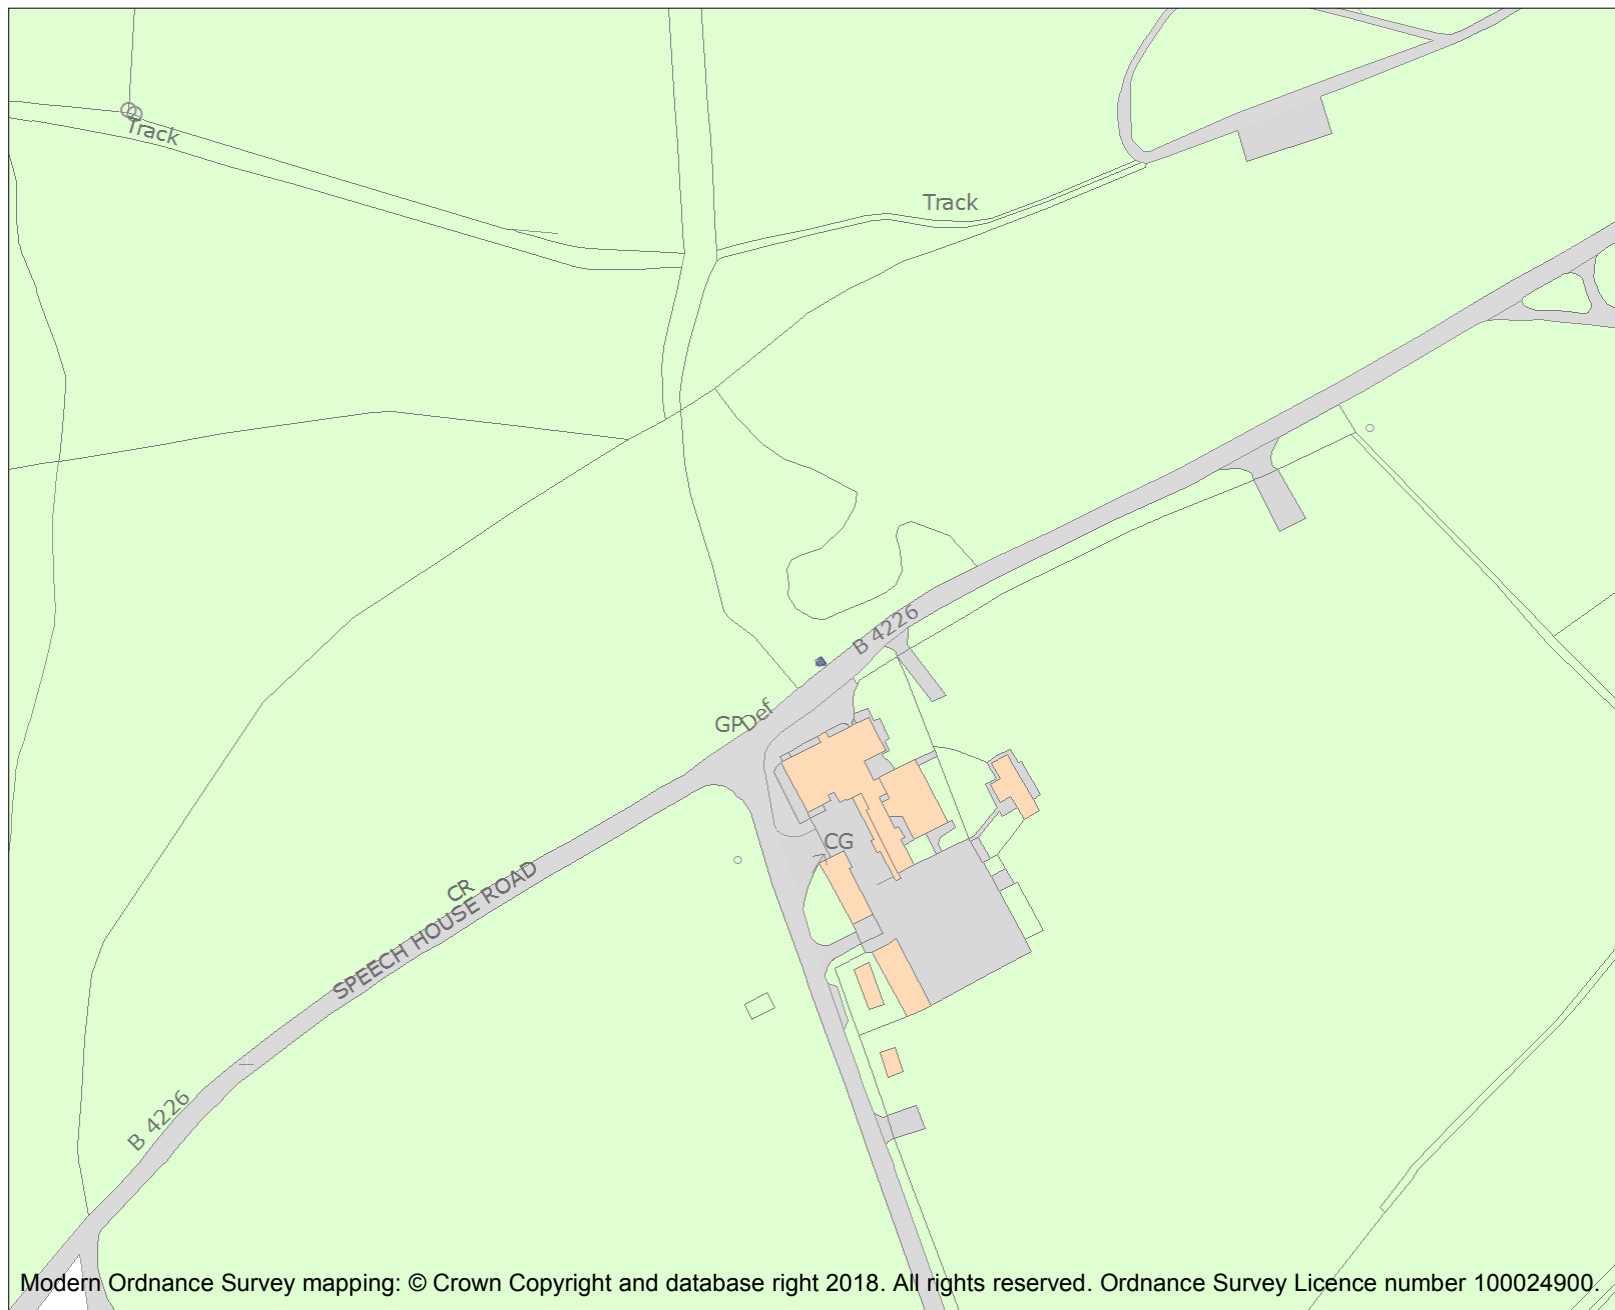 Track
Track
B 4226
GP
Def
CG
CR
SPEECH HOUSE ROAD
B 4226
Modern Ordnance Survey mapping: © Crown Copyright and database right 2018. All rights reserved. Ordnance Survey Licence number 100024900.